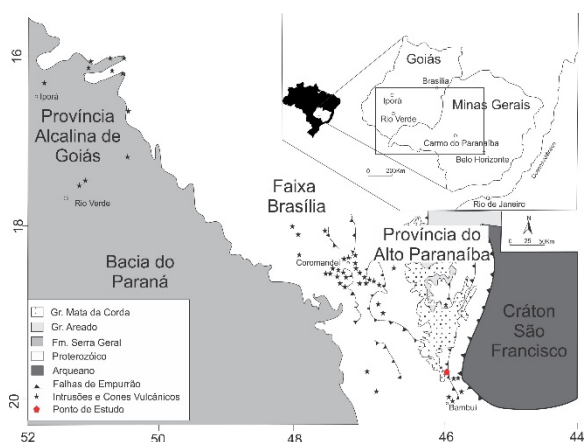 16
18
20
52
50
48
46
44
Iporá
Província
Alcalina de
Goiás
Rio Verde
Bacia do
Paraná
Faixa
Brasília
Coromandel
Província do
Alto Paranaíba
Cráton
São
Francisco
Bambuí
Goiás
Brasília
Minas Gerais
Iporá
Rio Verde
Carmo do Paranaíba
Belo Horizonte
Rio de Janeiro
N
0 25 50Km
Gr. Mata da Corda
Gr. Areado
Fm. Serra Geral
Proterozóico
Arqueano
Falhas de Empurrão
Intrusões e Cones Vulcânicos
Ponto de Estudo